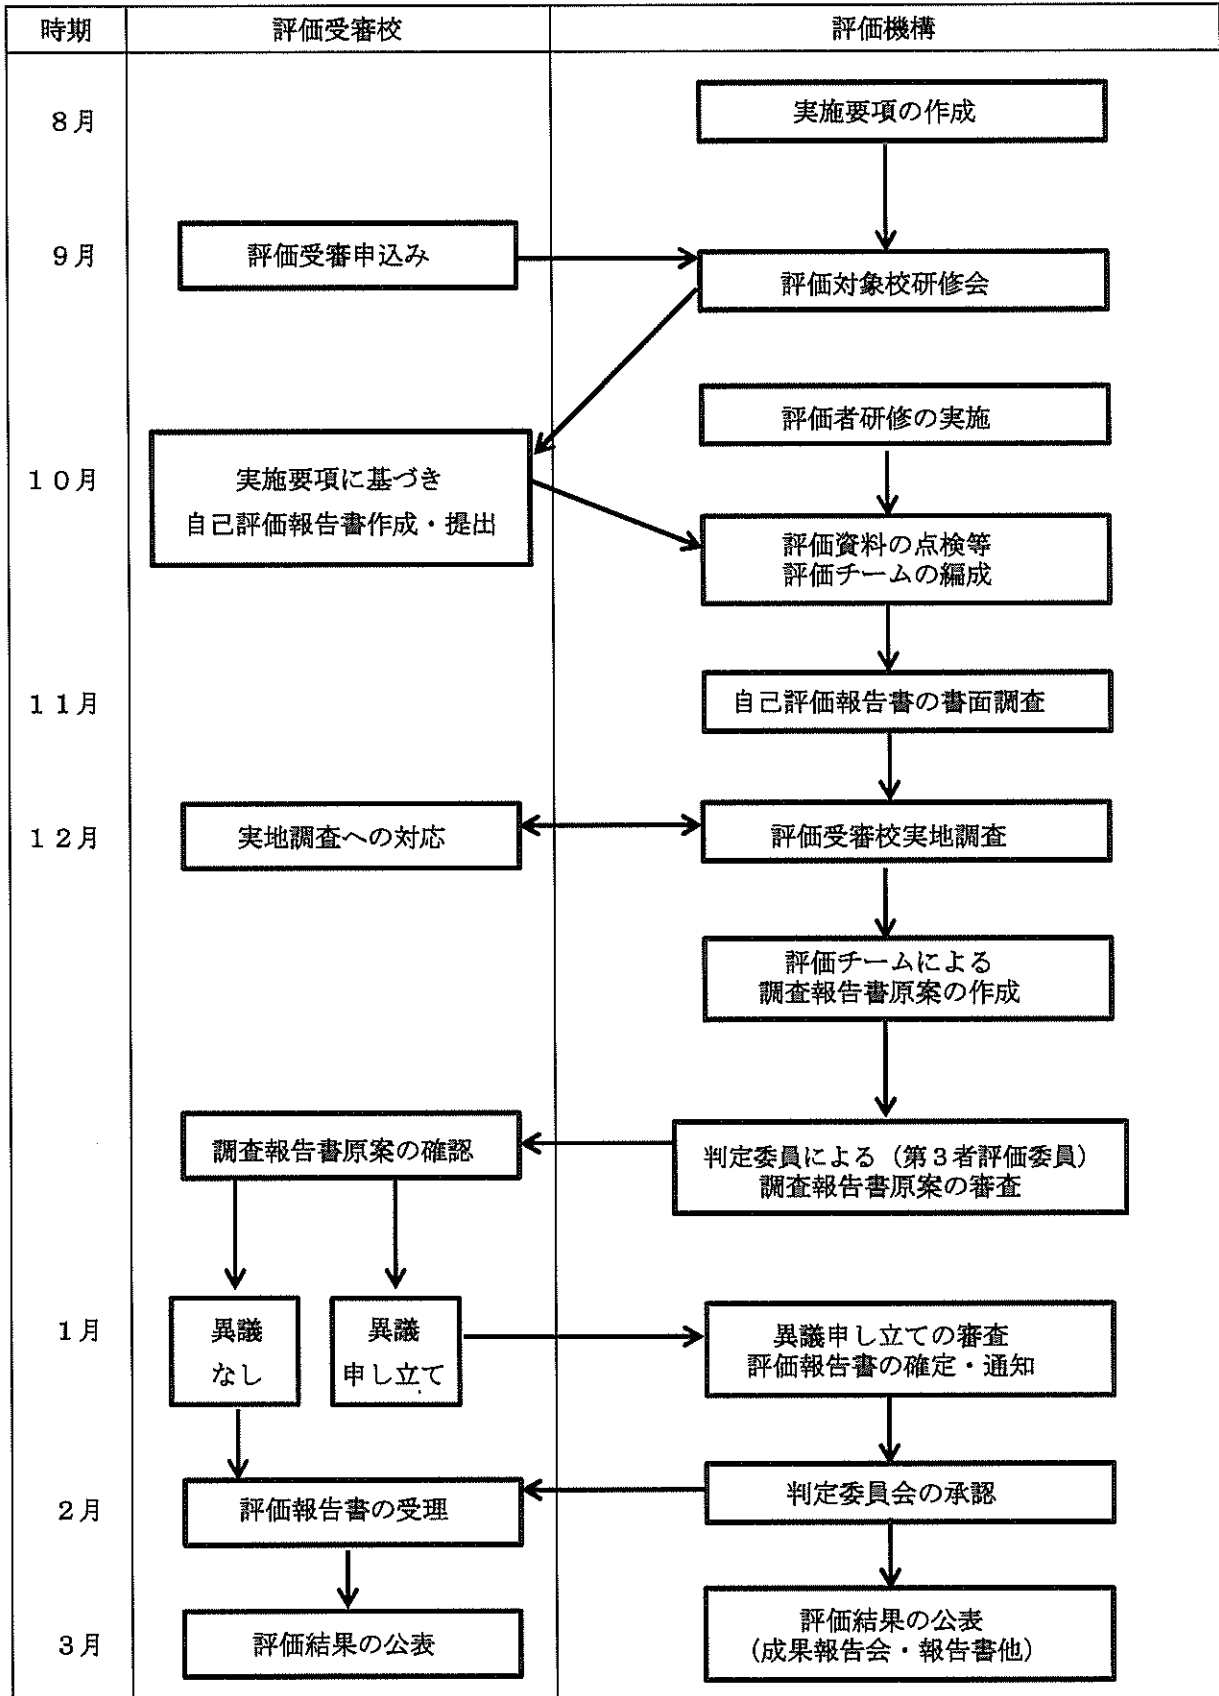 時期 評価受審校 評価機構
8月
実施要項の作成
9月
評価受審申込み
評価対象校研修会
評価者研修の実施
10月
実施要項に基づき
自己評価報告書作成・提出
評価資料の点検等
評価チームの編成
11月
自己評価報告書の書面調査
12月
実地調査への対応
評価受審校実地調査
評価チームによる
調査報告書原案の作成
調査報告書原案の確認
判定委員による（第3者評価委員）
調査報告書原案の審査
1月
異議
なし
異議
申し立て
異議申し立ての審査
評価報告書の確定・通知
2月
評価報告書の受理
判定委員会の承認
3月
評価結果の公表
評価結果の公表
（成果報告会・報告書他）